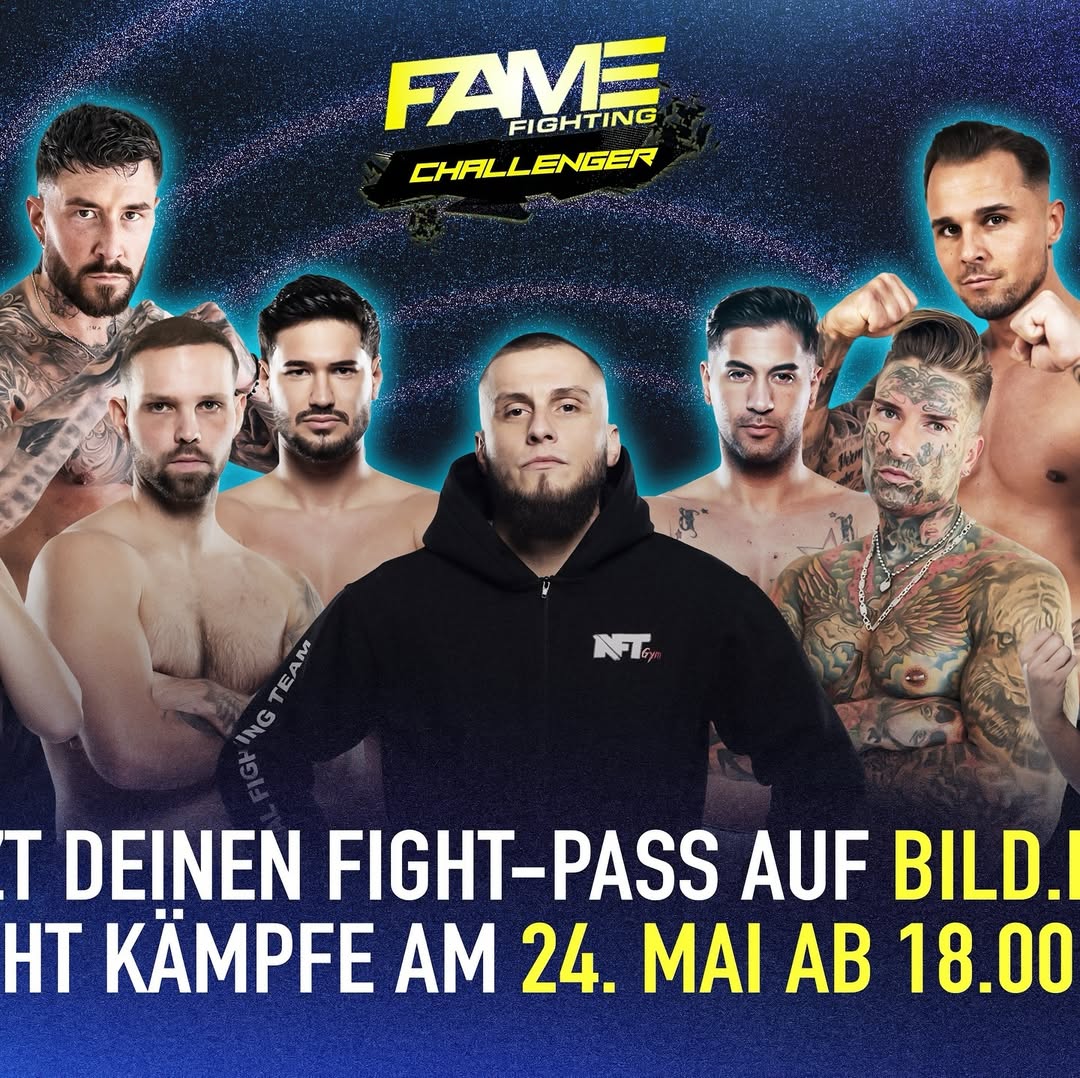 FAME
FIGHTING
CHALLENGER
NFT
Gym
FIGHTING TEAM
ZT DEINEN FIGHT-PASS AUF BILD.
HT KÄMPFE AM 24. MAI AB 18.00